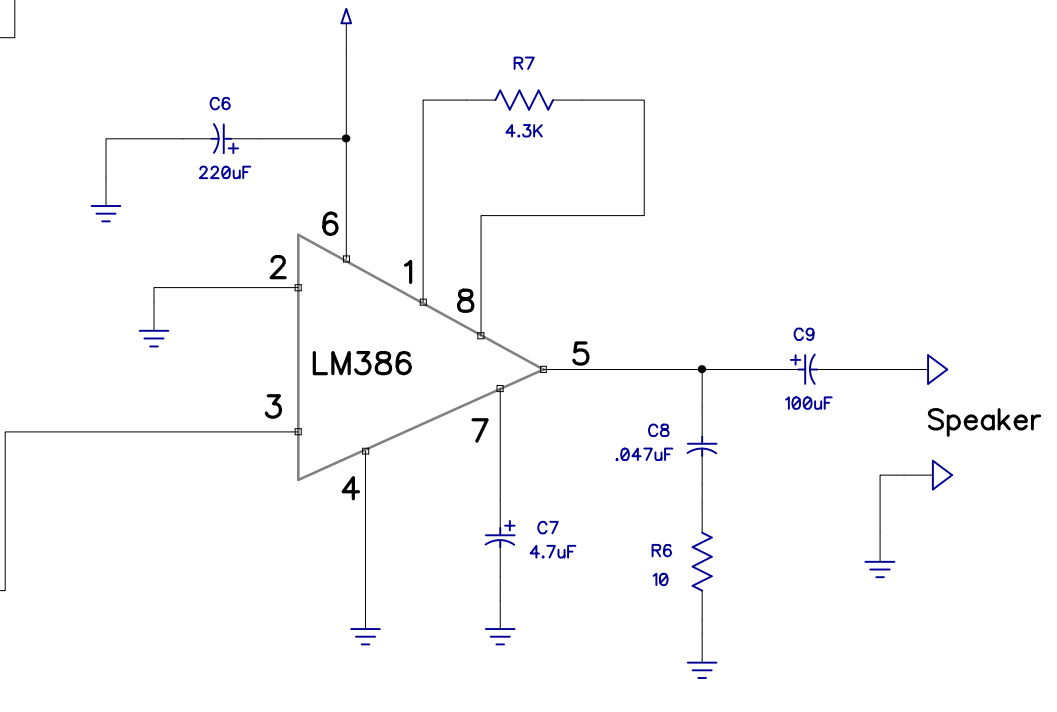 R7
C6
4.3K
+
220uF
6
2
1
8
C9
5
+
LM386
100uF
3
Speaker
7
C8
.047uF
4
+
C7
4.7uF
R6
10